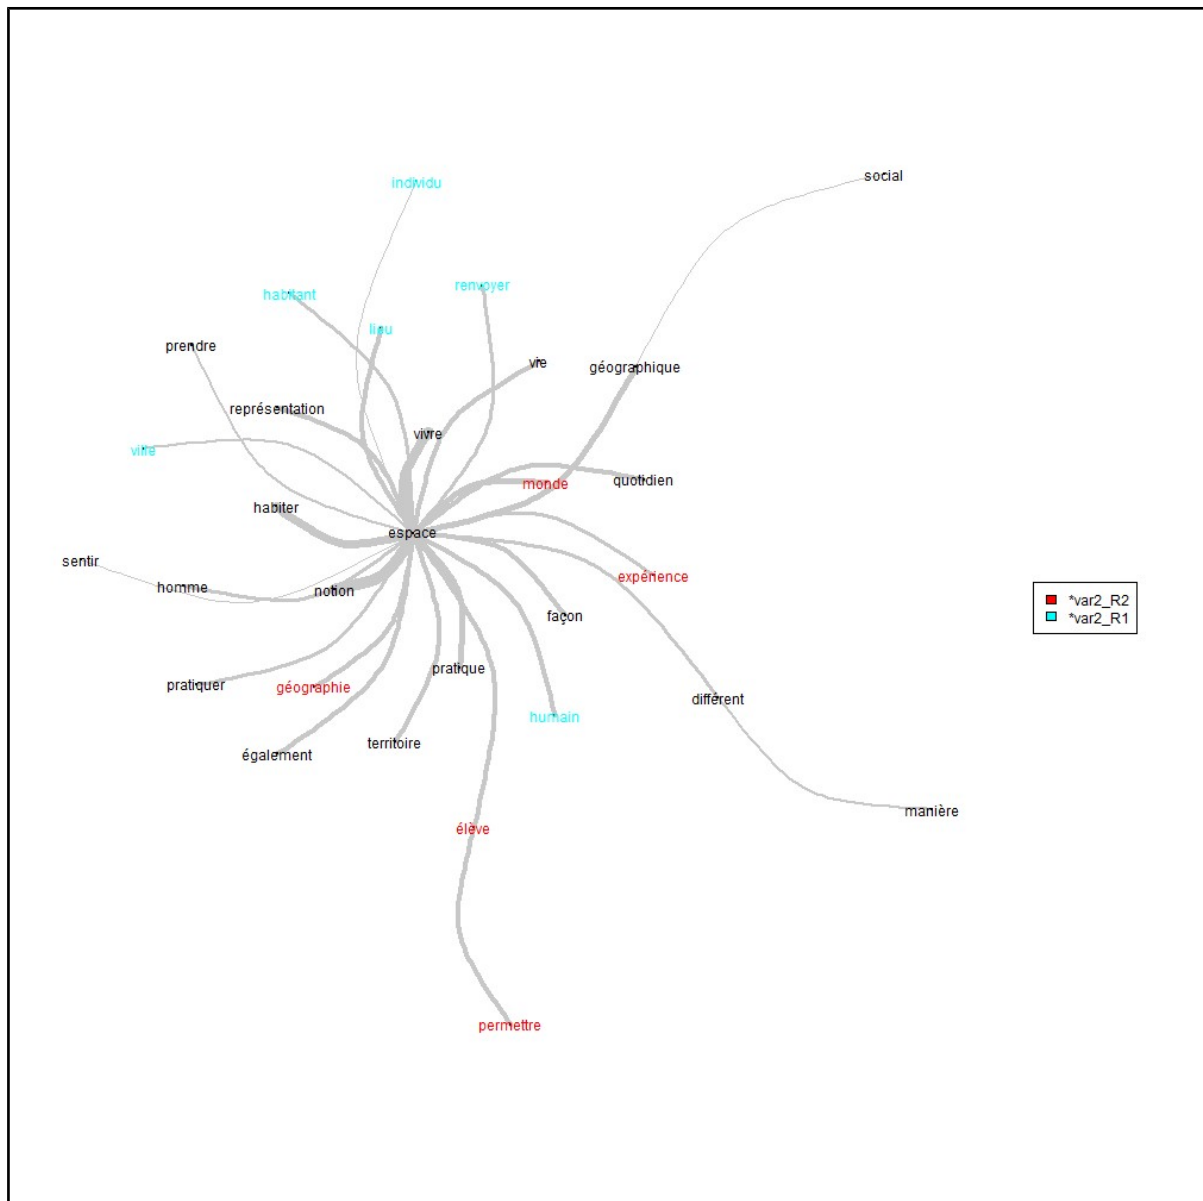 social
individu
renvoyer
habitant
lieu
prendre
vie
géographique
représentation
vivre
ville
monde
quotidien
habiter
espace
sentir
expérience
homme
notion
façon
pratique
pratiquer
géographie
différent
humain
territoire
également
manière
élève
permettre
*var2_R2
*var2_R1